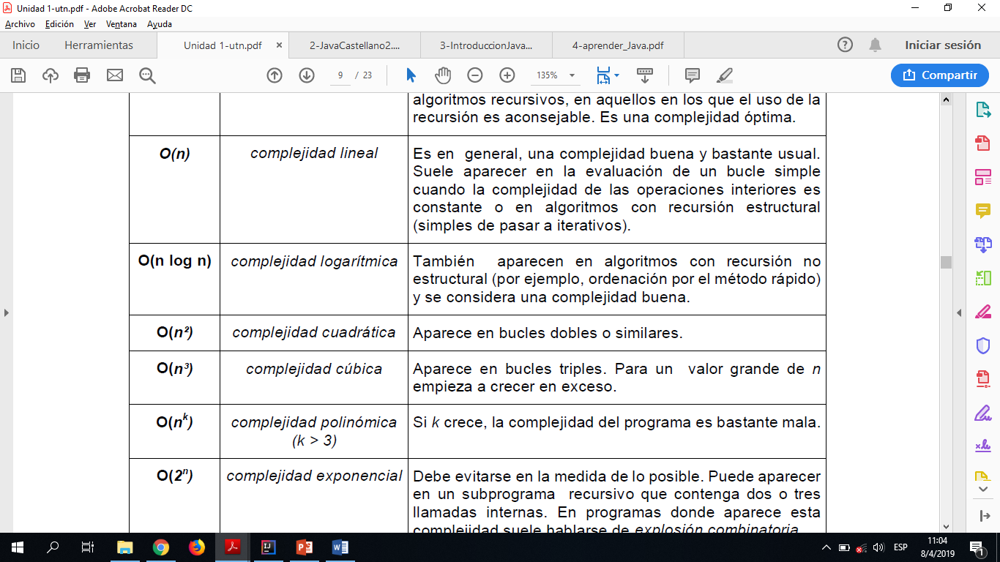 Unidad 1-utn.pdf - Adobe Acrobat Reader DC
Archivo Edición Ver Ventana Ayuda
Inicio Herramientas Unidad 1-utn.pdf × 2-JavaCastellano2.... 3-IntroduccionJava... 4-aprender_Java.pdf Iniciar sesión
9 / 23 135% Compartir
algoritmos recursivos, en aquellos en los que el uso de la
recursión es aconsejable. Es una complejidad óptima.
O(n) complejidad lineal Es en general, una complejidad buena y bastante usual.
Suele aparecer en la evaluación de un bucle simple
cuando la complejidad de las operaciones interiores es
constante o en algoritmos con recursión estructural
(simples de pasar a iterativos).
O(n log n) complejidad logarítmica También aparecen en algoritmos con recursión no
estructural (por ejemplo, ordenación por el método rápido)
y se considera una complejidad buena.
O(n²) complejidad cuadrática Aparece en bucles dobles o similares.
O(n³) complejidad cúbica Aparece en bucles triples. Para un valor grande de n
empieza a crecer en exceso.
O(nᵏ) complejidad polinómica Si k crece, la complejidad del programa es bastante mala.
(k > 3)
O(2ⁿ) complejidad exponencial Debe evitarse en la medida de lo posible. Puede aparecer
en un subprograma recursivo que contenga dos o tres
llamadas internas. En programas donde aparece esta
complejidad suele hablarse de explosión combinatoria
ESP 11:04
8/4/2019 1